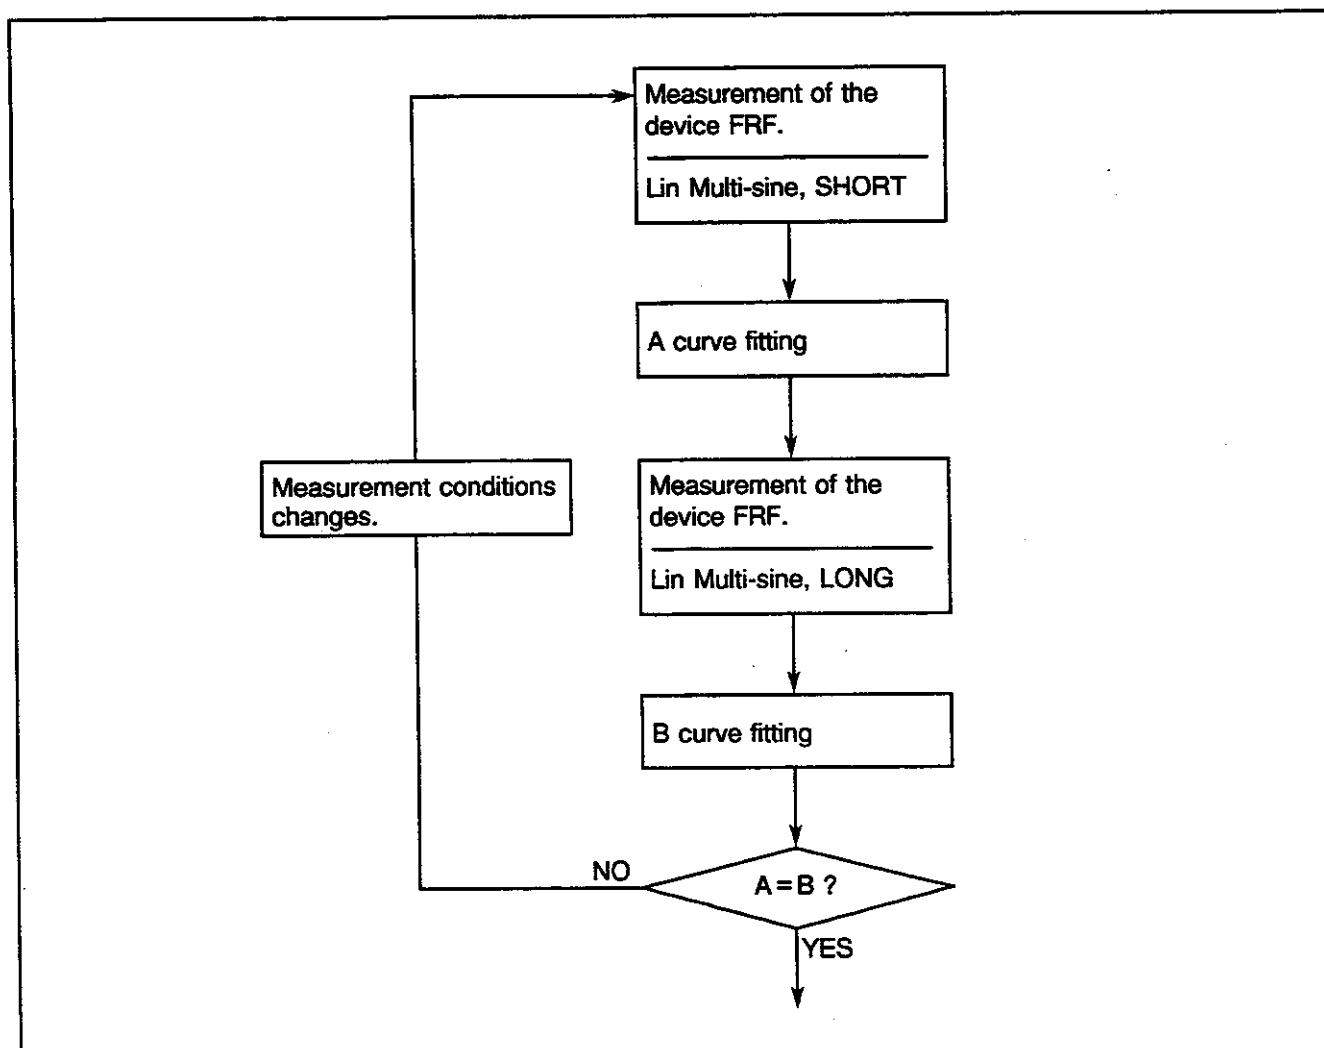 Measurement of the
device FRF.
Lin Multi-sine, SHORT
A curve fitting
Measurement conditions
changes.
Measurement of the
device FRF.
Lin Multi-sine, LONG
B curve fitting
NO
A=B ?
YES